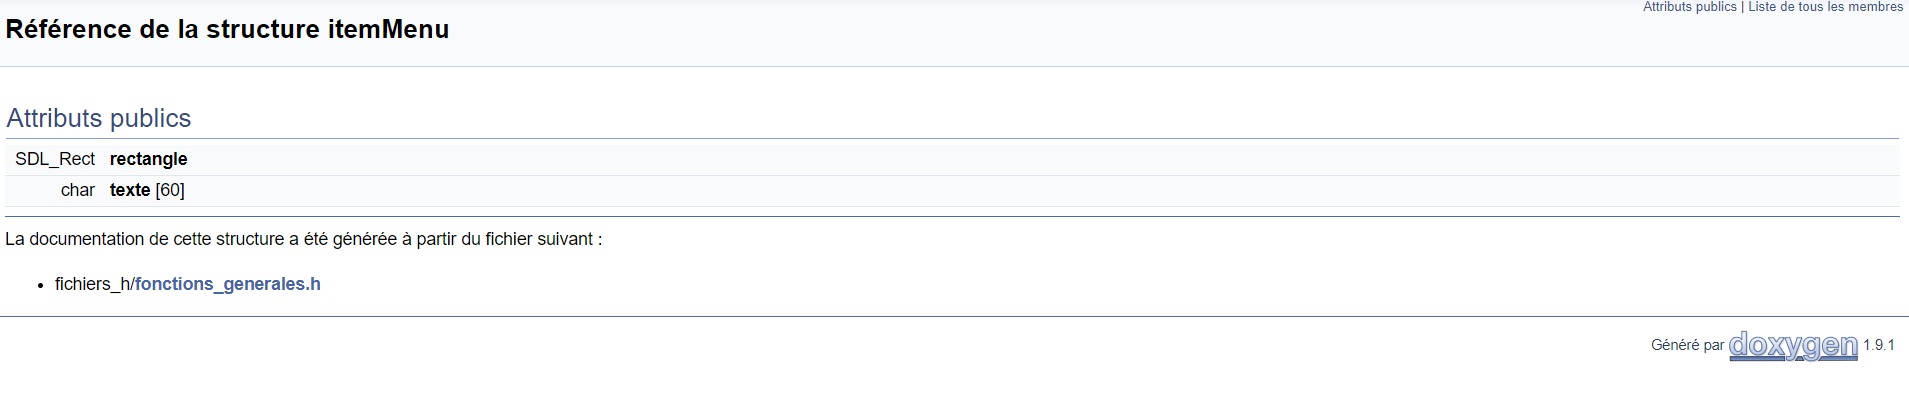 Attributs publics | Liste de tous les membres
Référence de la structure itemMenu
Attributs publics
SDL_Rect rectangle
char texte [60]
La documentation de cette structure a été générée à partir du fichier suivant :
• fichiers_h/fonctions_generales.h
Généré par doxygen 1.9.1